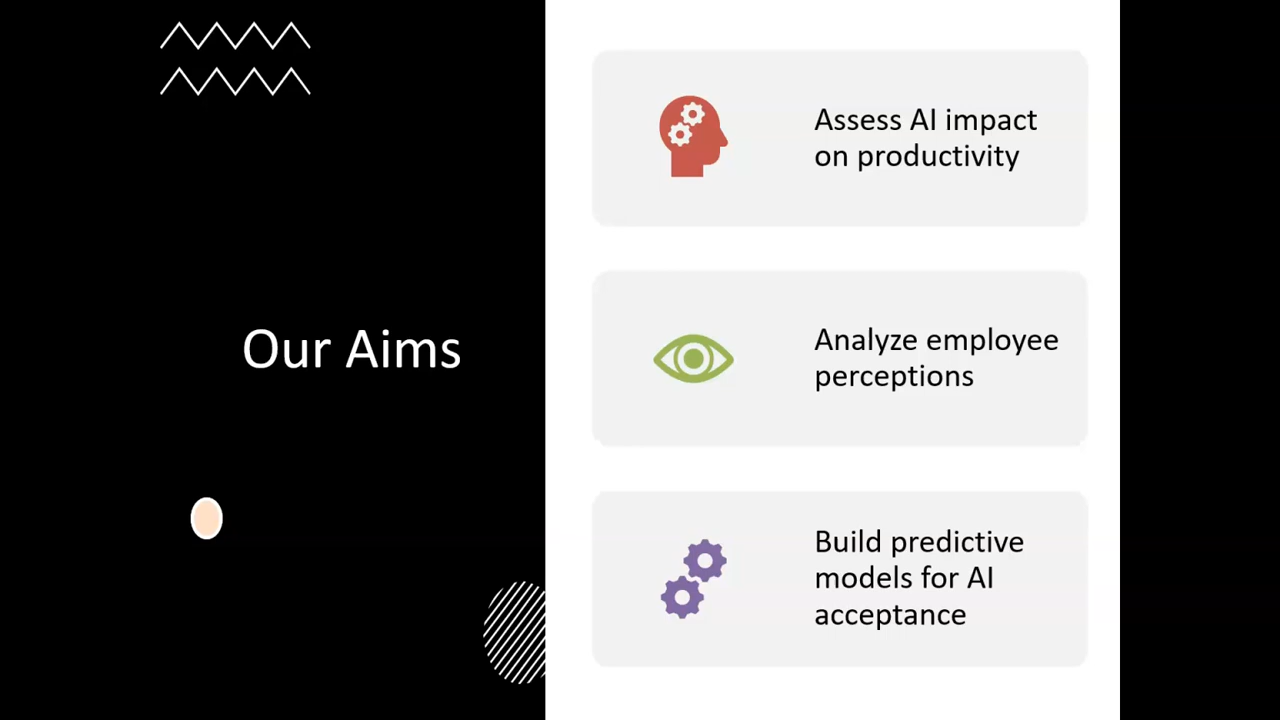 Our Aims
Assess AI impact
on productivity
Analyze employee
perceptions
Build predictive
models for AI
acceptance